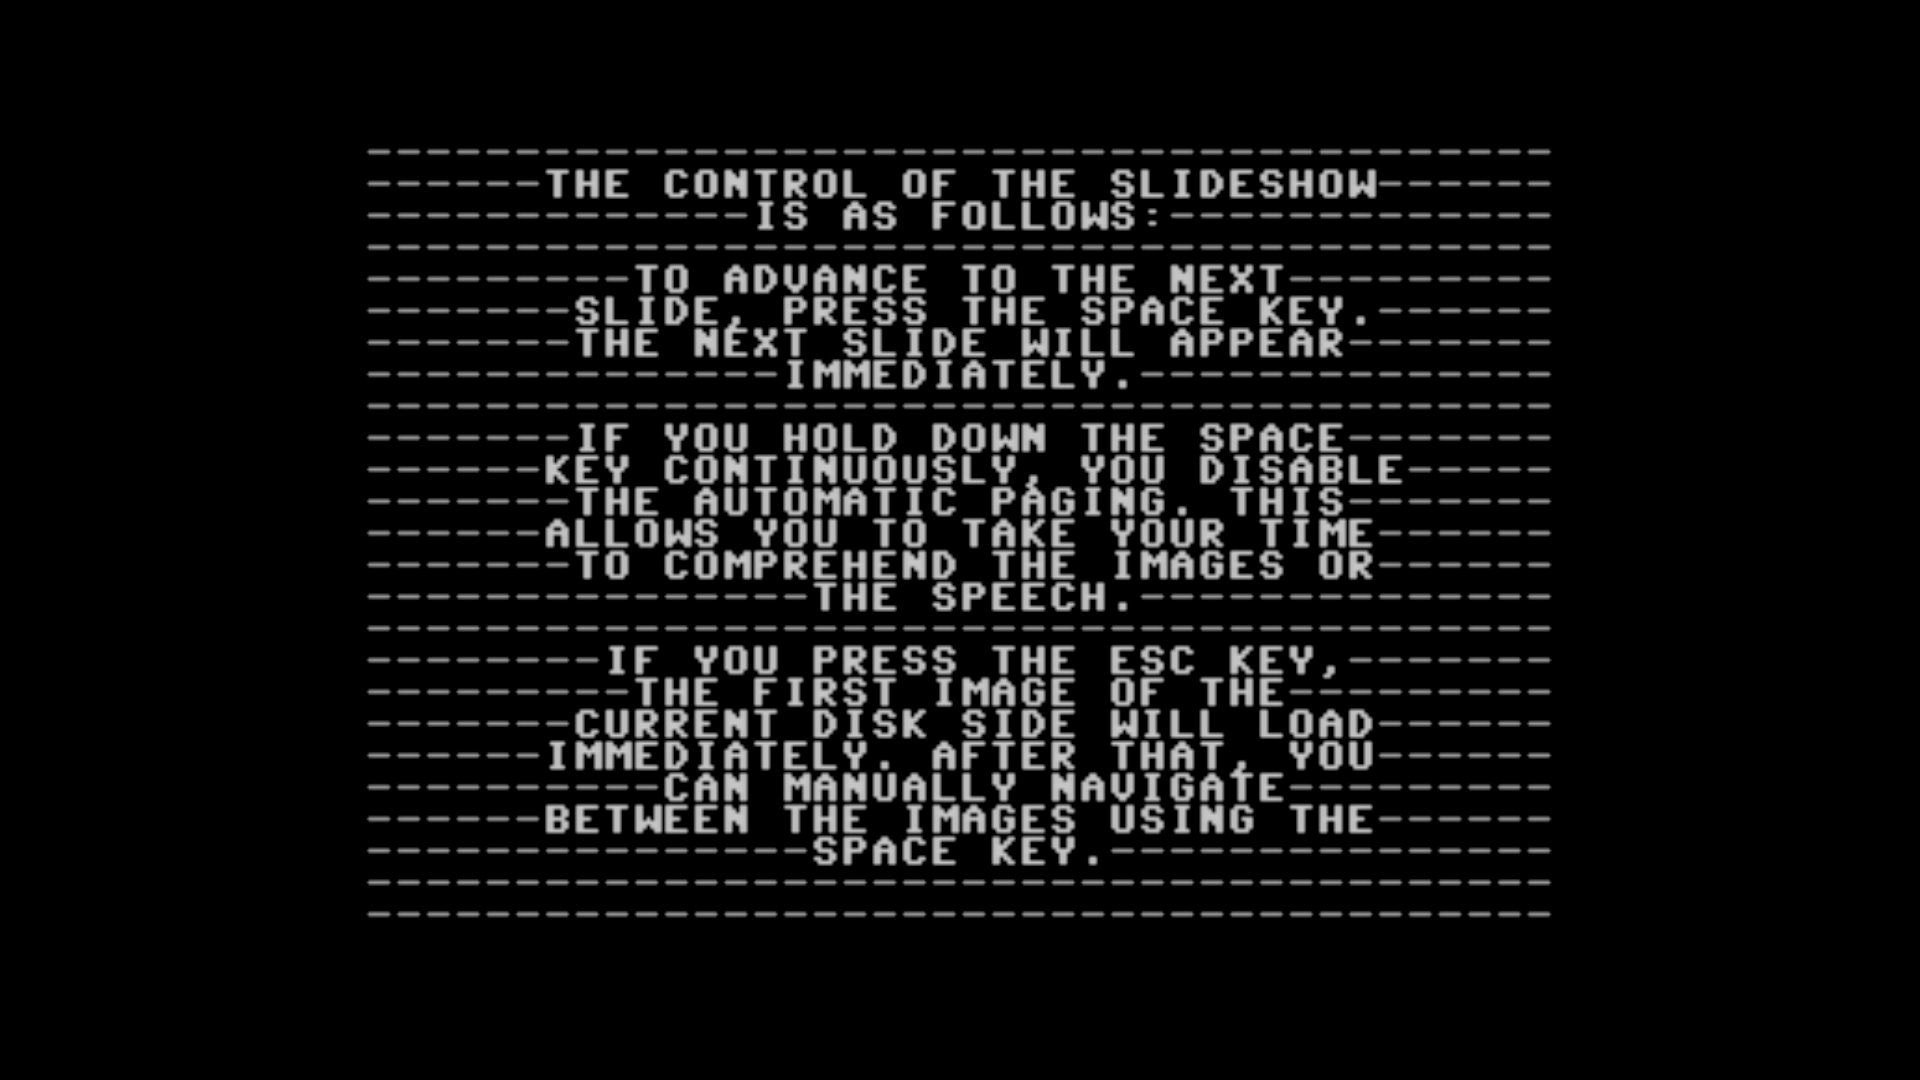 ----------------------------------------
------THE CONTROL OF THE SLIDESHOW------
-------------IS AS FOLLOWS:-------------
----------------------------------------
---------TO ADVANCE TO THE NEXT---------
-------SLIDE, PRESS THE SPACE KEY.------
-------THE NEXT SLIDE WILL APPEAR-------
--------------IMMEDIATELY.--------------
----------------------------------------
-------IF YOU HOLD DOWN THE SPACE-------
------KEY CONTINUOUSLY, YOU DISABLE-----
-------THE AUTOMATIC PAGING. THIS-------
------ALLOWS YOU TO TAKE YOUR TIME------
-------TO COMPREHEND THE IMAGES OR------
---------------THE SPEECH.--------------
----------------------------------------
--------IF YOU PRESS THE ESC KEY,-------
---------THE FIRST IMAGE OF THE---------
-------CURRENT DISK SIDE WILL LOAD------
------IMMEDIATELY. AFTER THAT, YOU------
----------CAN MANUALLY NAVIGATE---------
------BETWEEN THE IMAGES USING THE------
---------------SPACE KEY.---------------
----------------------------------------
----------------------------------------